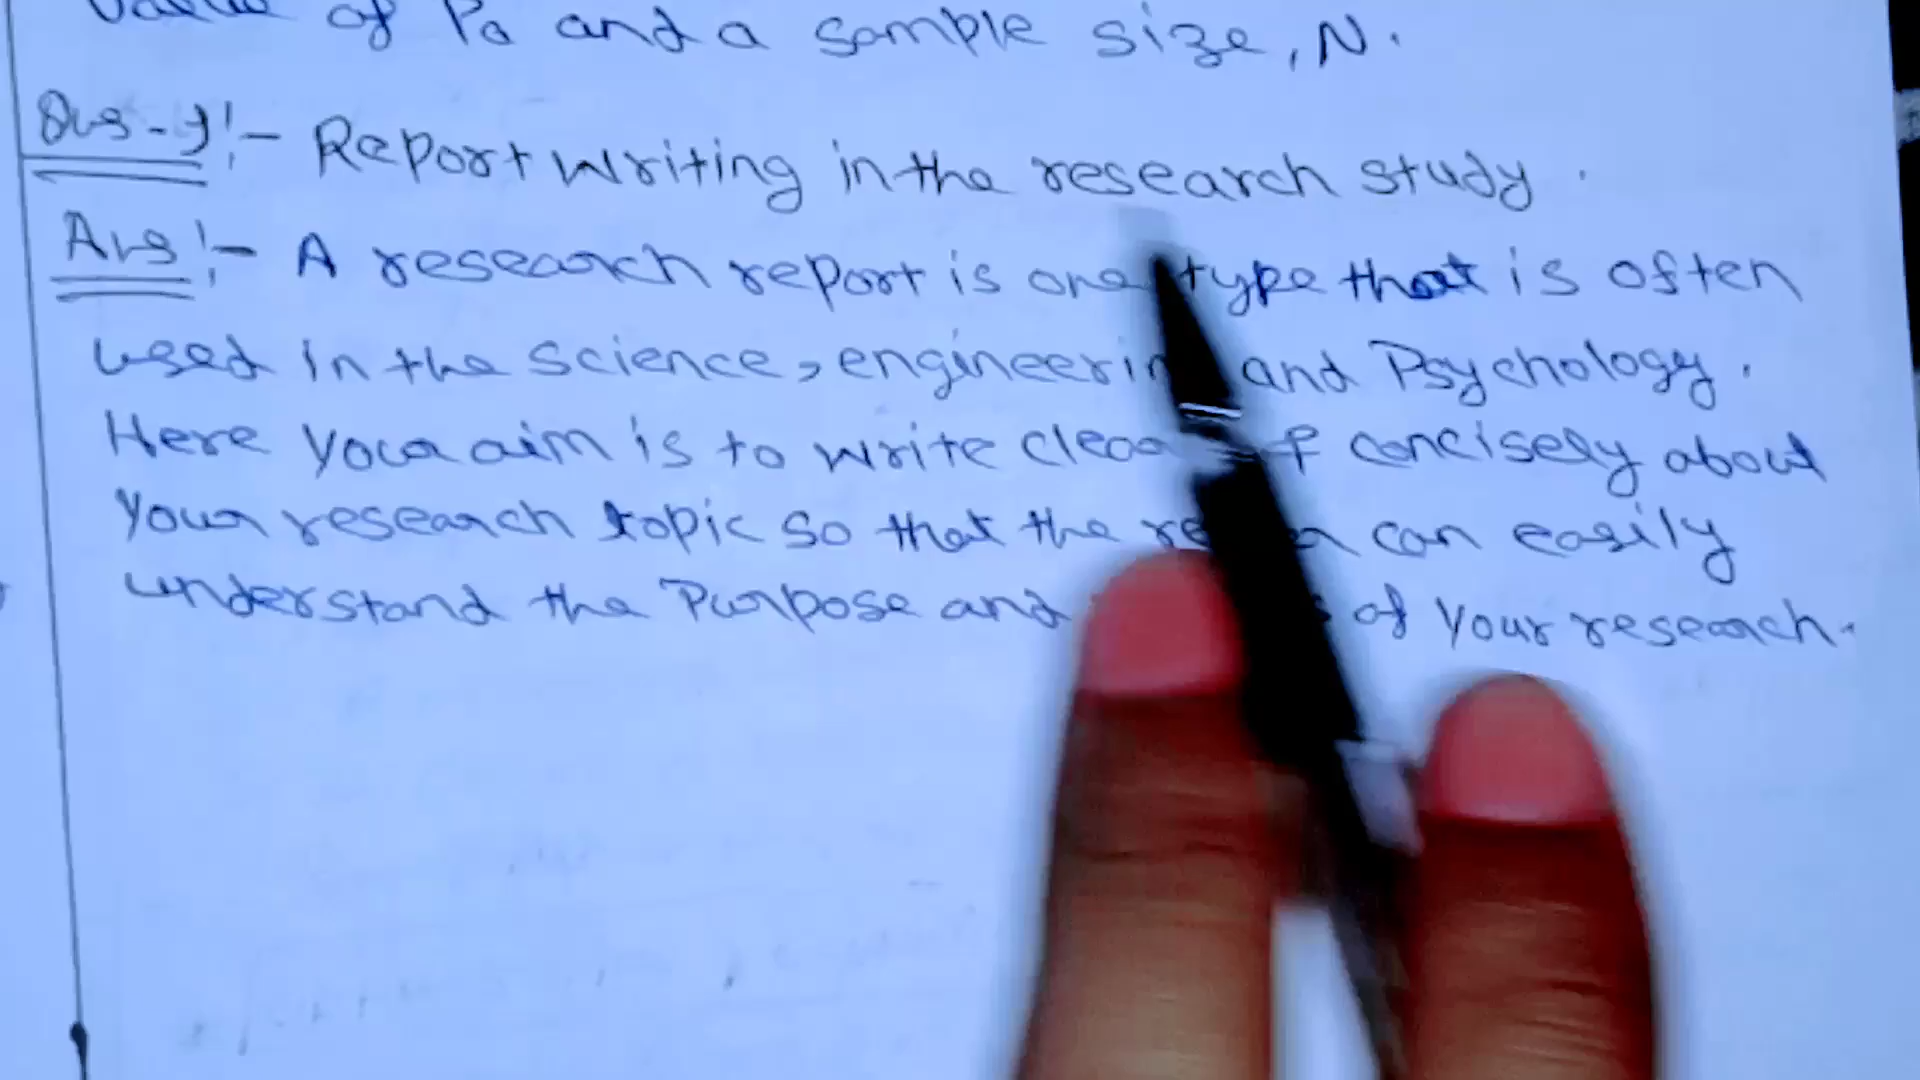 of Pa and a sample size, N.
Qus-9:- Report writing in the research study.
Ans:- A research report is one type that is often
used in the science, engineering and Psychology.
Here your aim is to write clear & concisely about
your research topic so that the can easily
understand the Purpose and of your research.